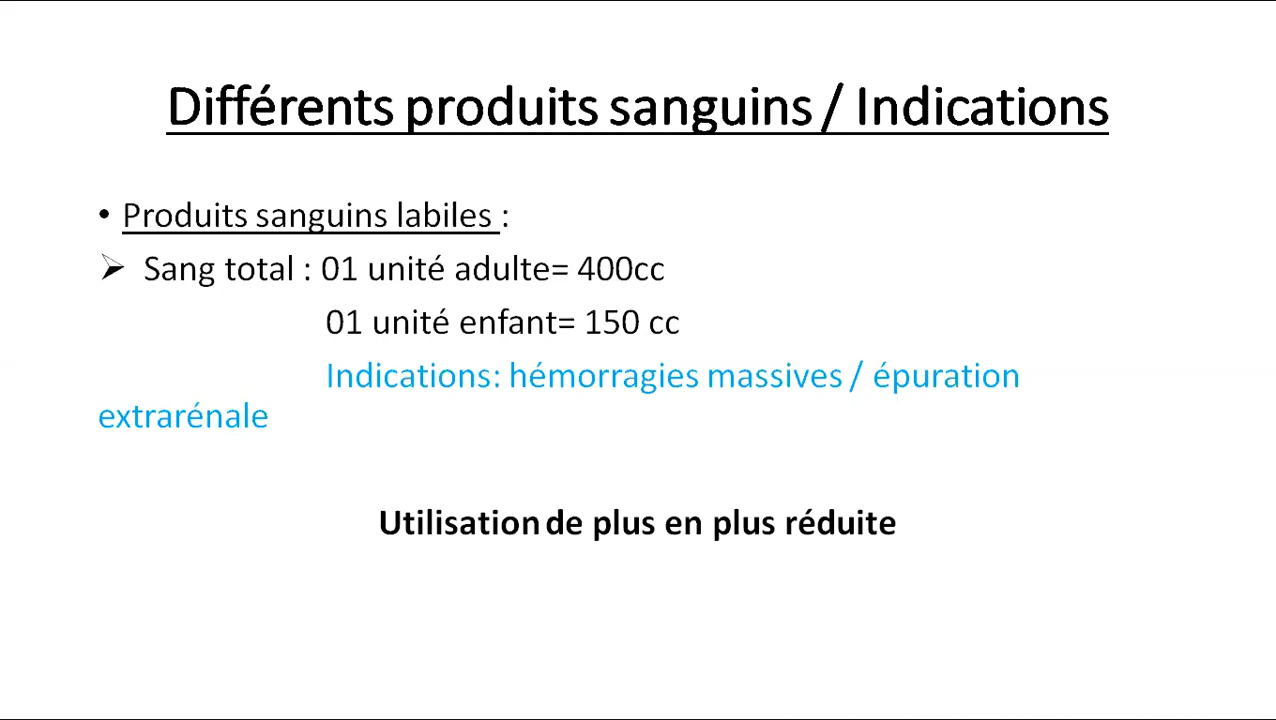 Différents produits sanguins / Indications
• Produits sanguins labiles :
➢ Sang total : 01 unité adulte= 400cc
01 unité enfant= 150 cc
Indications: hémorragies massives / épuration
extrarénale
Utilisation de plus en plus réduite